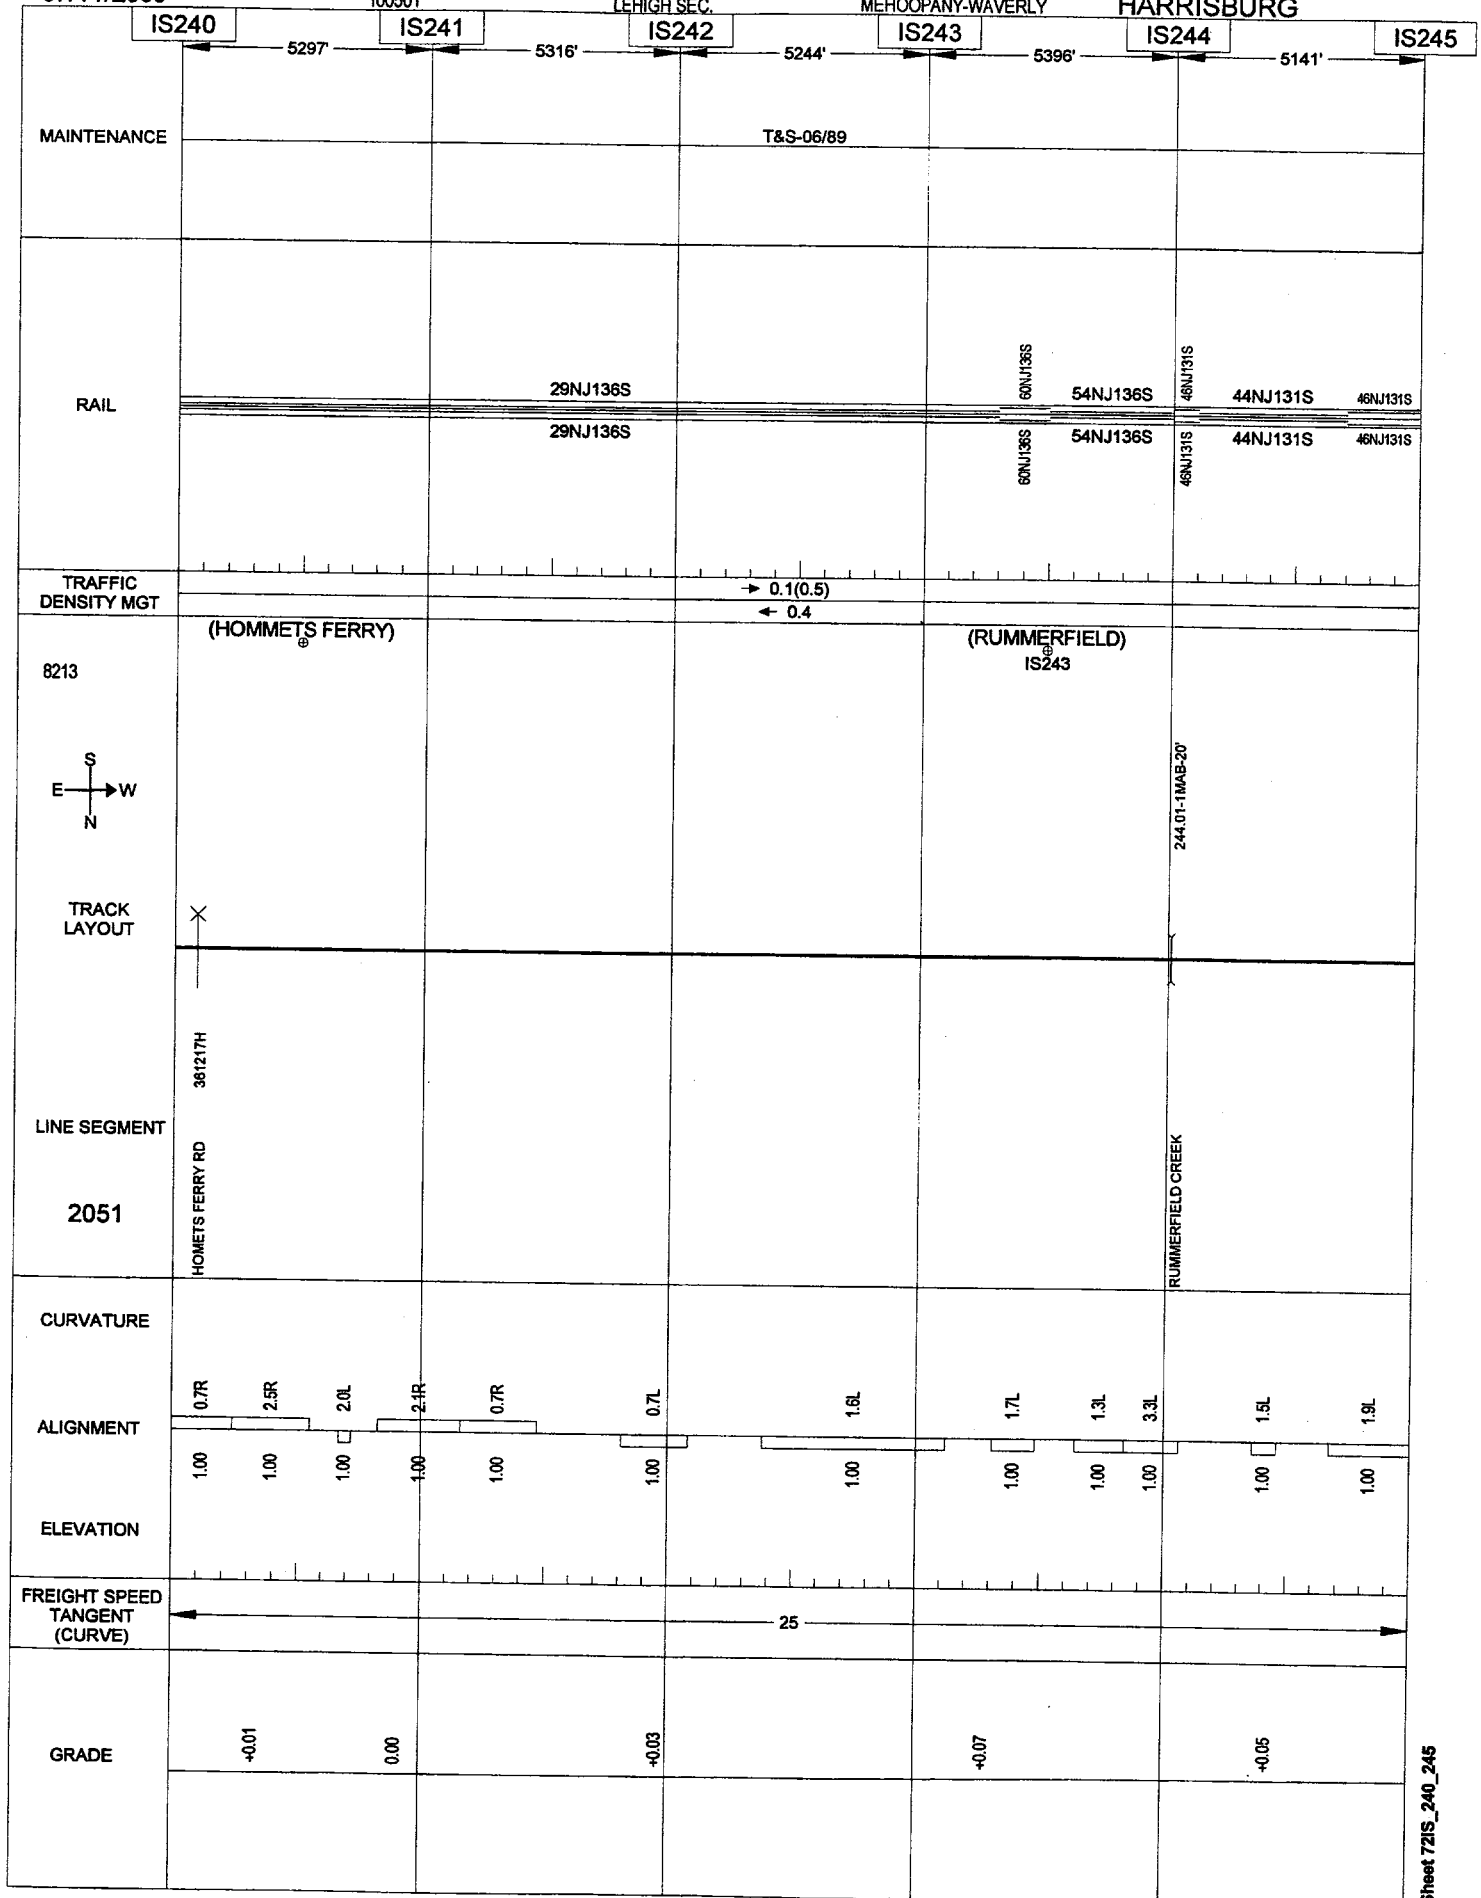 LEHIGH SEC.
MEHOOPANY-WAVERLY
HARRISBURG
IS240
IS241
IS242
IS243
IS244
IS245
5297'
5316'
5244'
5396'
5141'
MAINTENANCE
T&S-06/89
RAIL
29NJ136S
60NJ136S
54NJ136S
46NJ131S
44NJ131S
46NJ131S
29NJ136S
60NJ136S
54NJ136S
46NJ131S
44NJ131S
46NJ131S
TRAFFIC
DENSITY MGT
→ 0.1(0.5)
← 0.4
(HOMMETS FERRY)
(RUMMERFIELD)
IS243
8213
S
E
W
N
244.01-1MAB-20'
TRACK
LAYOUT
361217H
HOMETS FERRY RD
LINE SEGMENT
2051
RUMMERFIELD CREEK
CURVATURE
0.7R
2.5R
2.0L
2.1R
0.7R
0.7L
1.6L
1.7L
1.3L
3.3L
1.5L
1.9L
ALIGNMENT
1.00
1.00
1.00
1.00
1.00
1.00
1.00
1.00
1.00
1.00
1.00
1.00
ELEVATION
FREIGHT SPEED
TANGENT
(CURVE)
25
GRADE
+0.01
0.00
+0.03
+0.07
+0.05
Sheet 72IS_240_245